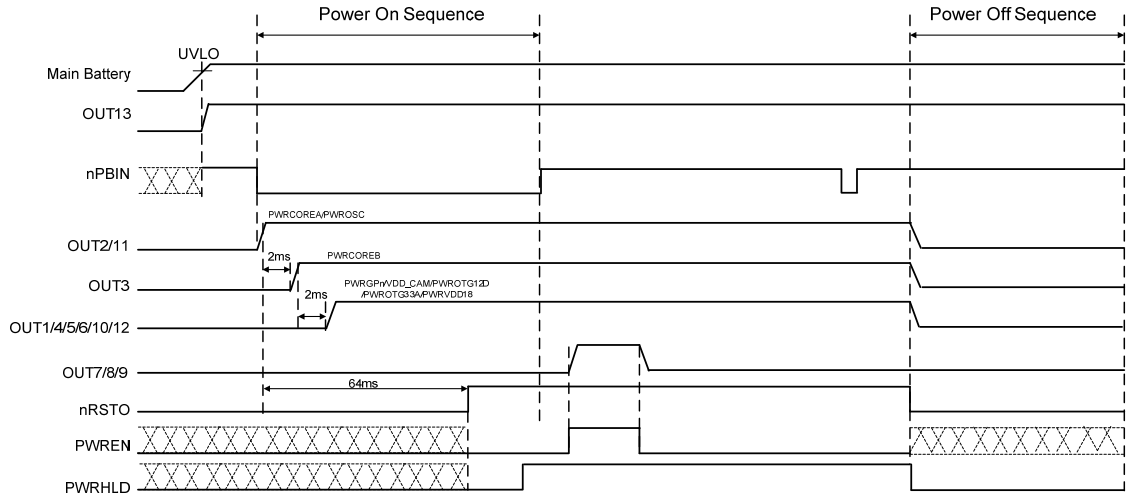 Power On Sequence
Power Off Sequence
UVLO
Main Battery
OUT13
nPBIN
PWRCOREA/PWROSC
OUT2/11
2ms
PWRCOREB
OUT3
2ms
PWRGPn/VDD_CAM/PWROTG12D
/PWROTG33A/PWRVDD18
OUT1/4/5/6/10/12
OUT7/8/9
64ms
nRSTO
PWREN
PWRHLD